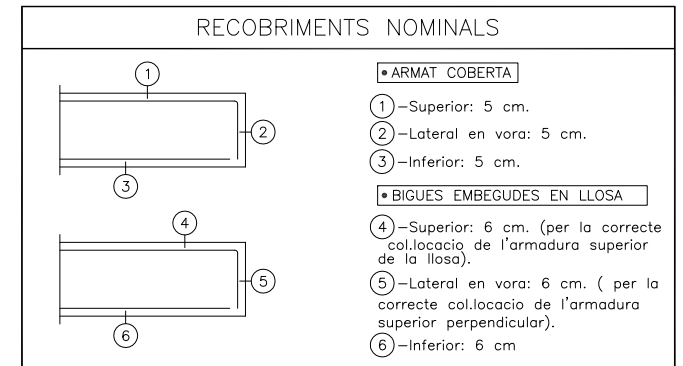 RECOBRIMENTS NOMINALS
• ARMAT COBERTA
1 -Superior: 5 cm.
2 -Lateral en vora: 5 cm.
3 -Inferior: 5 cm.
• BIGUES EMBEGUDES EN LLOSA
4 -Superior: 6 cm. (per la correcte
col.locacio de l'armadura superior
de la llosa).
5 -Lateral en vora: 6 cm. ( per la
correcte col.locacio de l'armadura
superior perpendicular).
6 -Inferior: 6 cm
1
2
3
4
5
6